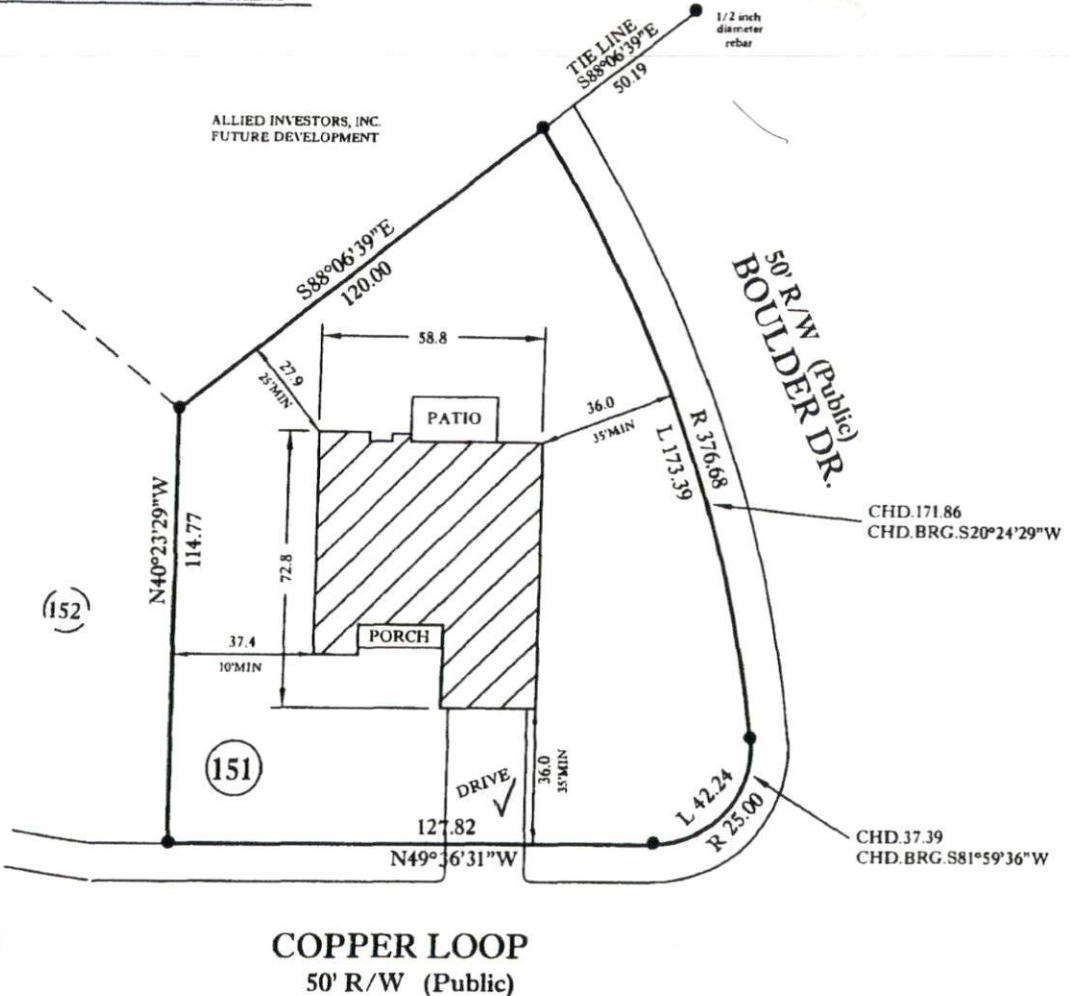 1/2 inch
diameter
rebar
TIE LINE
S88°06'39"E
50.19
ALLIED INVESTORS, INC.
FUTURE DEVELOPMENT
S88°06'39"E
120.00
50' R/W (Public)
BOULDER DR.
58.8
27.9
25'MIN
PATIO
36.0
35'MIN
R 376.68
L 173.39
CHD.171.86
CHD.BRG.S20°24'29"W
N40°23'29"W
114.77
72.8
152
PORCH
37.4
10'MIN
151
DRIVE
36.0
35'MIN
L 42.24
R 25.00
127.82
N49°36'31"W
CHD.37.39
CHD.BRG.S81°59'36"W
COPPER LOOP
50' R/W (Public)